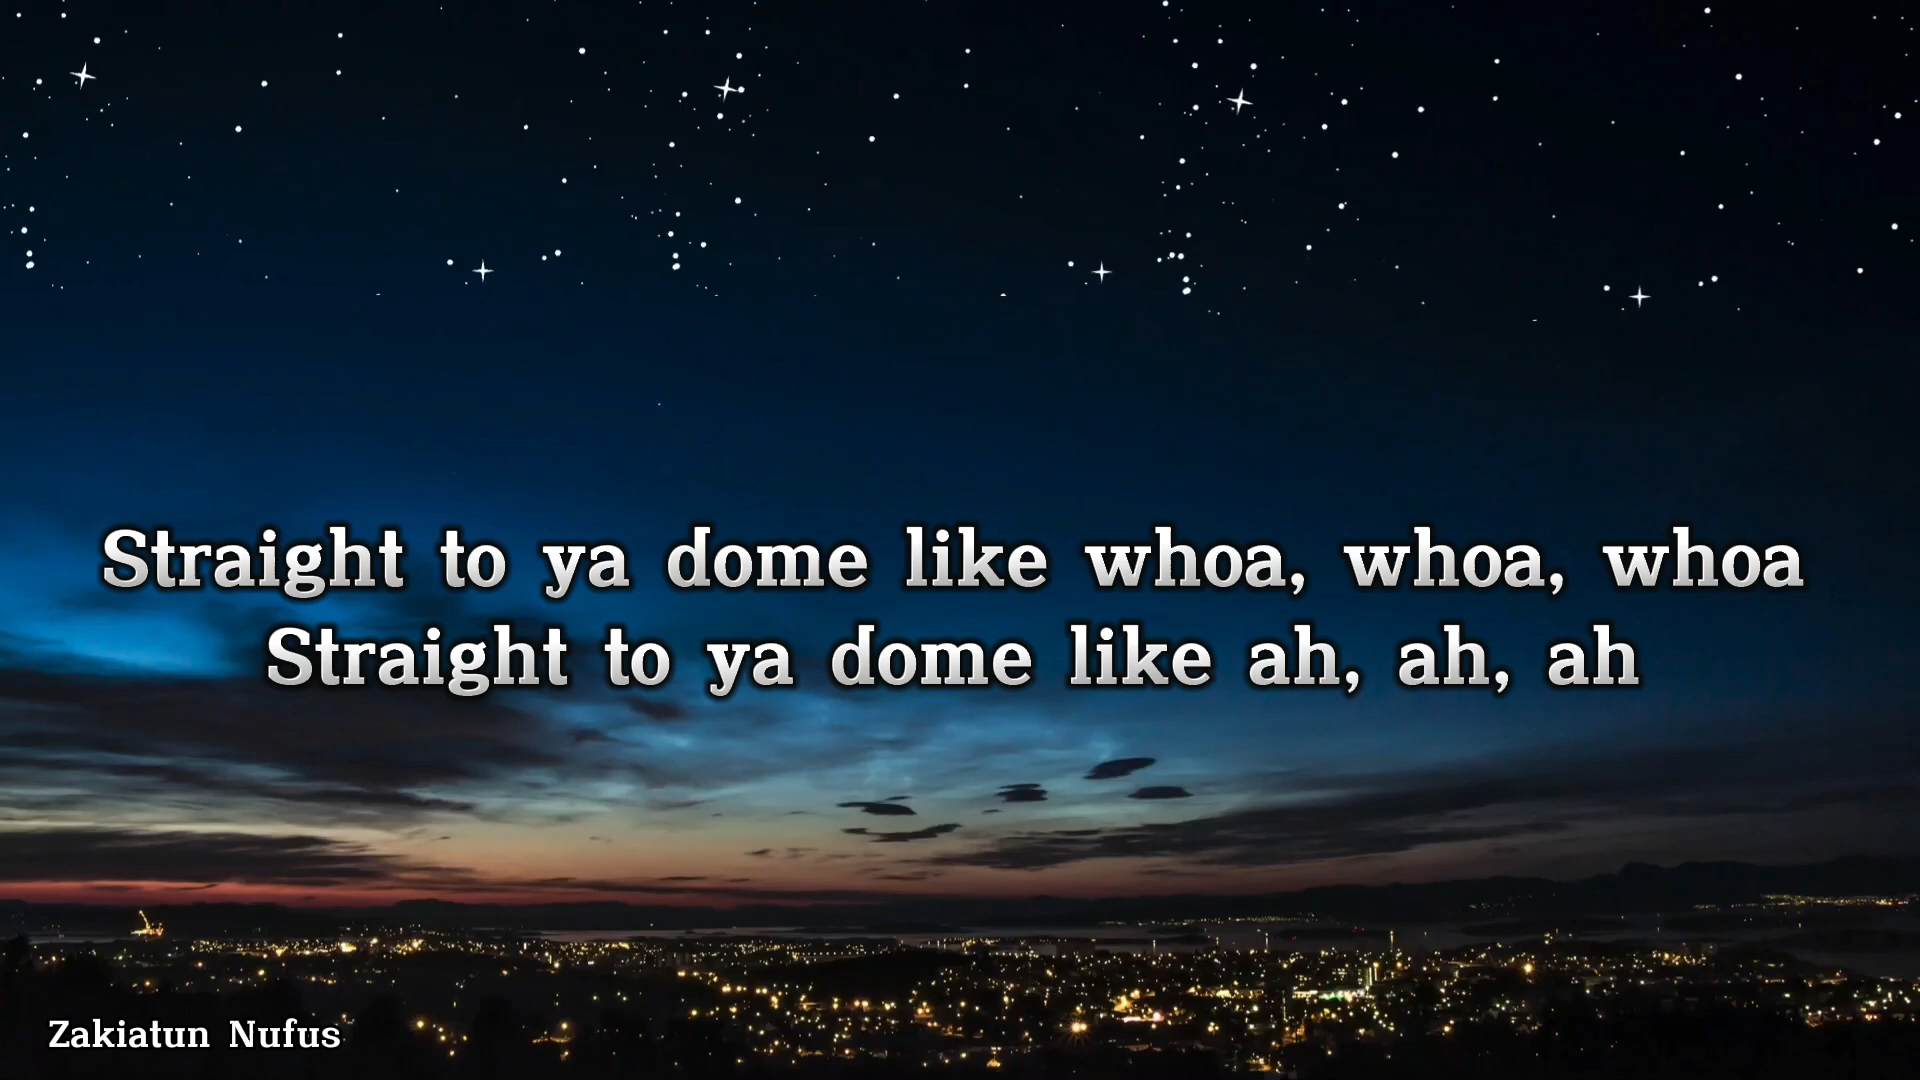 Straight to ya dome like whoa, whoa, whoa
Straight to ya dome like ah, ah, ah
Zakiatun Nufus